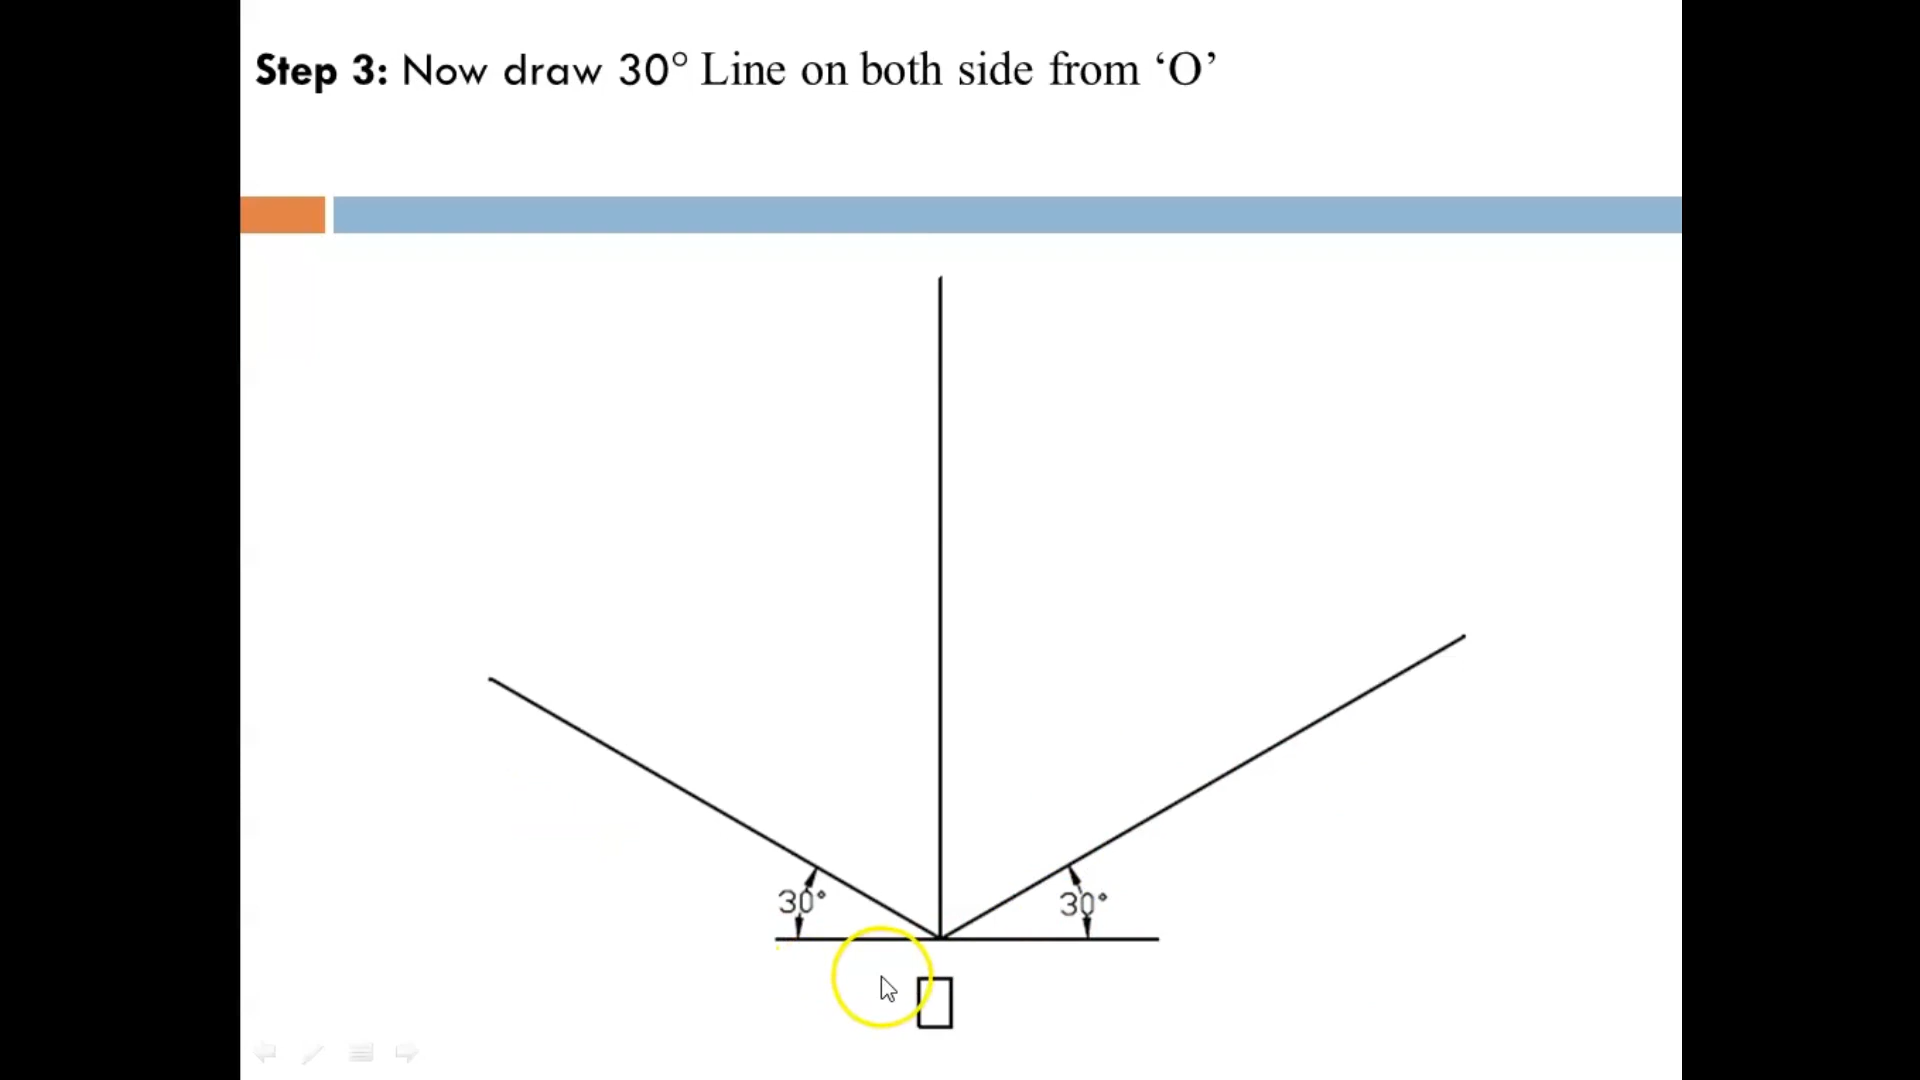 Step 3: Now draw 30° Line on both side from ‘O’
30° 30°
O